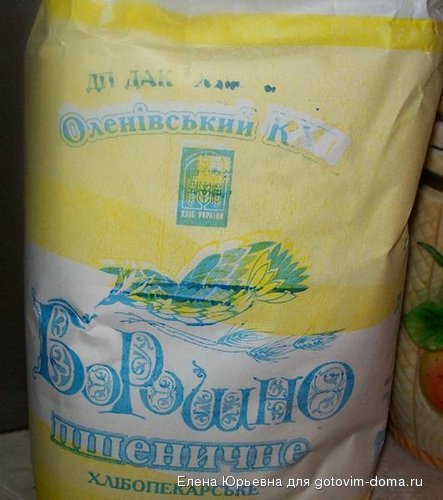 ДП ДАК
Оленівський КХП
ХЛІБ УКРАЇНИ
БОРОШНО
пшеничне
ХЛІБОПЕКАРСЬКЕ
Елена Юрьевна для gotovim-doma.ru